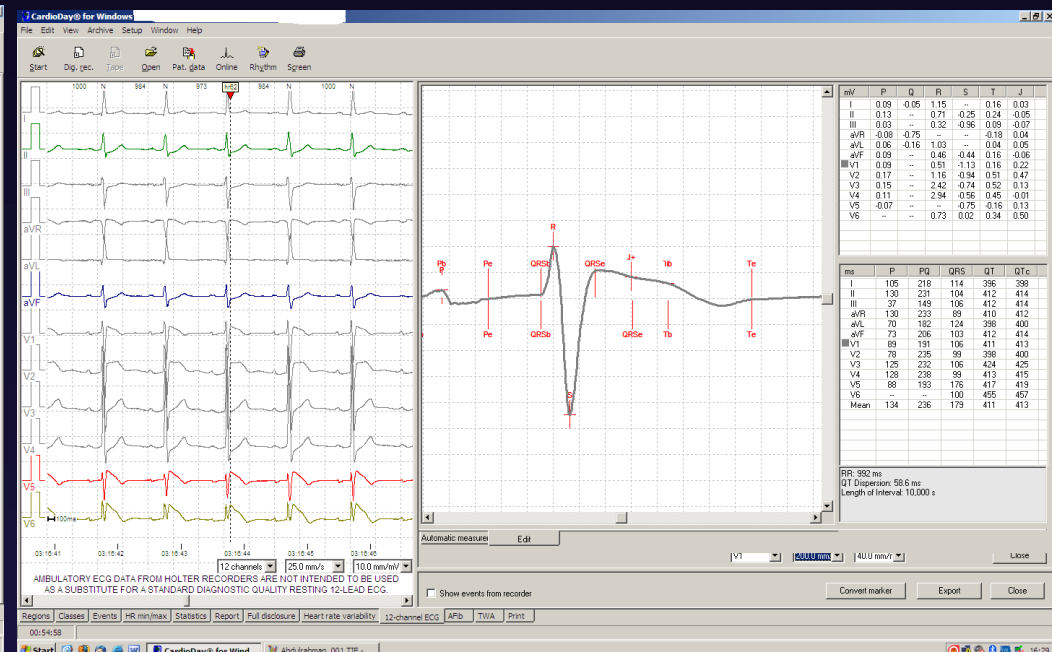 CardioDay® for Windows
File Edit View Archive Setup Window Help
Start Dig. rec. Tape Open Pat. data Online Rhythm Screen
1000 N 984 N 973 hr62 984 N 1000 N
I
II
III
aVR
aVL
aVF
V1
V2
V3
V4
V5
V6
100ms
03:16:41 03:16:42 03:16:43 03:16:44 03:16:45 03:16:46
12 channels 25.0 mm/s 10.0 mm/mV
AMBULATORY ECG DATA FROM HOLTER RECORDERS ARE NOT INTENDED TO BE USED
AS A SUBSTITUTE FOR A STANDARD DIAGNOSTIC QUALITY RESTING 12-LEAD ECG.
R
Pb Pe QRSb QRSe J+ Te
P
Pe QRSb QRSe Tb Te
S
Automatic measurer Edit
V1 200.0 mm 40.0 mm/r Close
Show events from recorder
Convert marker Export Close
mV P Q R S T J
I 0.09 -0.05 1.15 -- 0.16 0.03
II 0.13 -- 0.71 -0.25 0.24 -0.05
III 0.03 -- 0.32 -0.96 0.09 -0.07
aVR -0.08 -0.75 -- -- -0.18 0.04
aVL 0.06 -0.16 1.03 -- 0.04 0.05
aVF 0.09 -- 0.46 -0.44 0.16 -0.06
V1 0.09 -- 0.51 -1.13 0.16 0.22
V2 0.17 -- 1.16 -0.94 0.51 0.47
V3 0.15 -- 2.42 -0.74 0.52 0.13
V4 0.11 -- 2.94 -0.56 0.45 -0.01
V5 -0.07 -- -- -0.75 -0.16 0.13
V6 -- -- 0.73 0.02 0.34 0.50
ms P PQ QRS QT QTc
I 105 218 114 396 398
II 130 231 104 412 414
III 37 149 106 412 414
aVR 130 233 89 410 412
aVL 70 182 124 398 400
aVF 73 206 103 412 414
V1 89 191 106 411 413
V2 78 235 99 398 400
V3 125 232 106 424 425
V4 128 238 99 413 415
V5 88 193 176 417 419
V6 -- -- 100 455 457
Mean 134 236 179 411 413
RR: 992 ms
QT Dispersion: 58.6 ms
Length of Interval: 10,000 s
Regions Classes Events HR min/max Statistics Report Full disclosure Heart rate variability 12-channel ECG AFib TWA Print
00:54:58
Start CardioDay® for Wind... Abdulrahman_001 TTE - 16:29